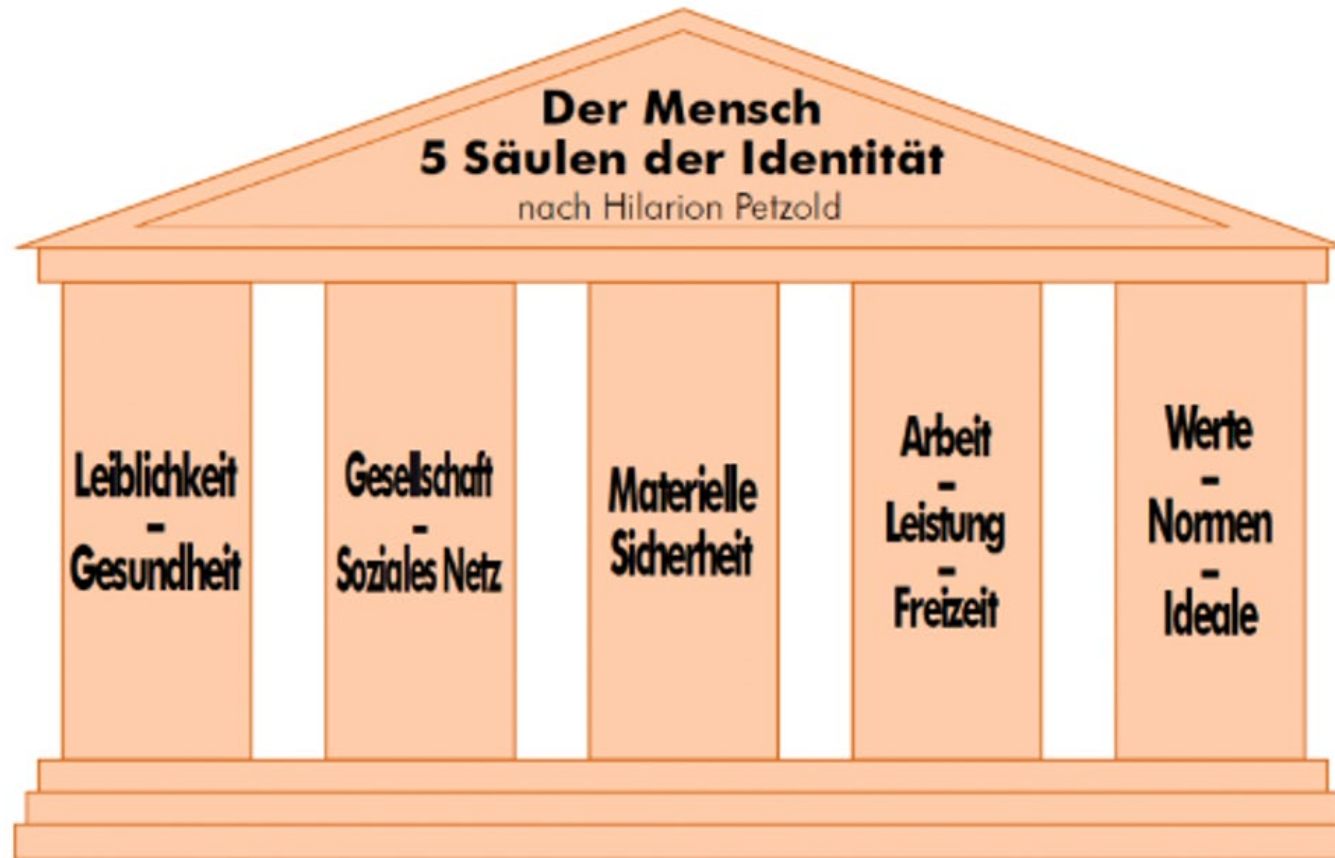 Der Mensch
5 Säulen der Identität
nach Hilarion Petzold
Leiblichkeit
–
Gesundheit
Gesellschaft
–
Soziales Netz
Materielle
Sicherheit
Arbeit
–
Leistung
–
Freizeit
Werte
–
Normen
–
Ideale